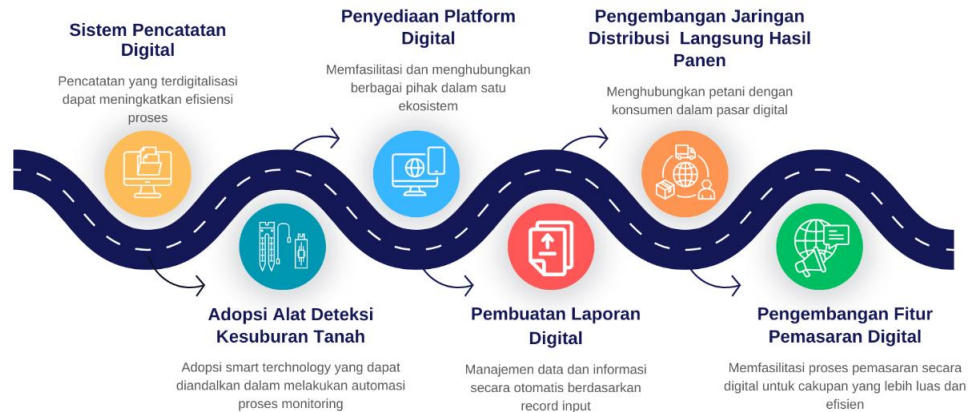 Sistem Pencatatan
Digital
Pencatatan yang terdigitalisasi
dapat meningkatkan efisiensi
proses
Adopsi Alat Deteksi
Kesuburan Tanah
Adopsi smart terchnology yang dapat
diandalkan dalam melakukan automasi
proses monitoring
Penyediaan Platform
Digital
Memfasilitasi dan menghubungkan
berbagai pihak dalam satu
ekosistem
Pembuatan Laporan
Digital
Manajemen data dan informasi
secara otomatis berdasarkan
record input
Pengembangan Jaringan
Distribusi Langsung Hasil
Panen
Menghubungkan petani dengan
konsumen dalam pasar digital
Pengembangan Fitur
Pemasaran Digital
Memfasilitasi proses pemasaran secara
digital untuk cakupan yang lebih luas dan
efisien